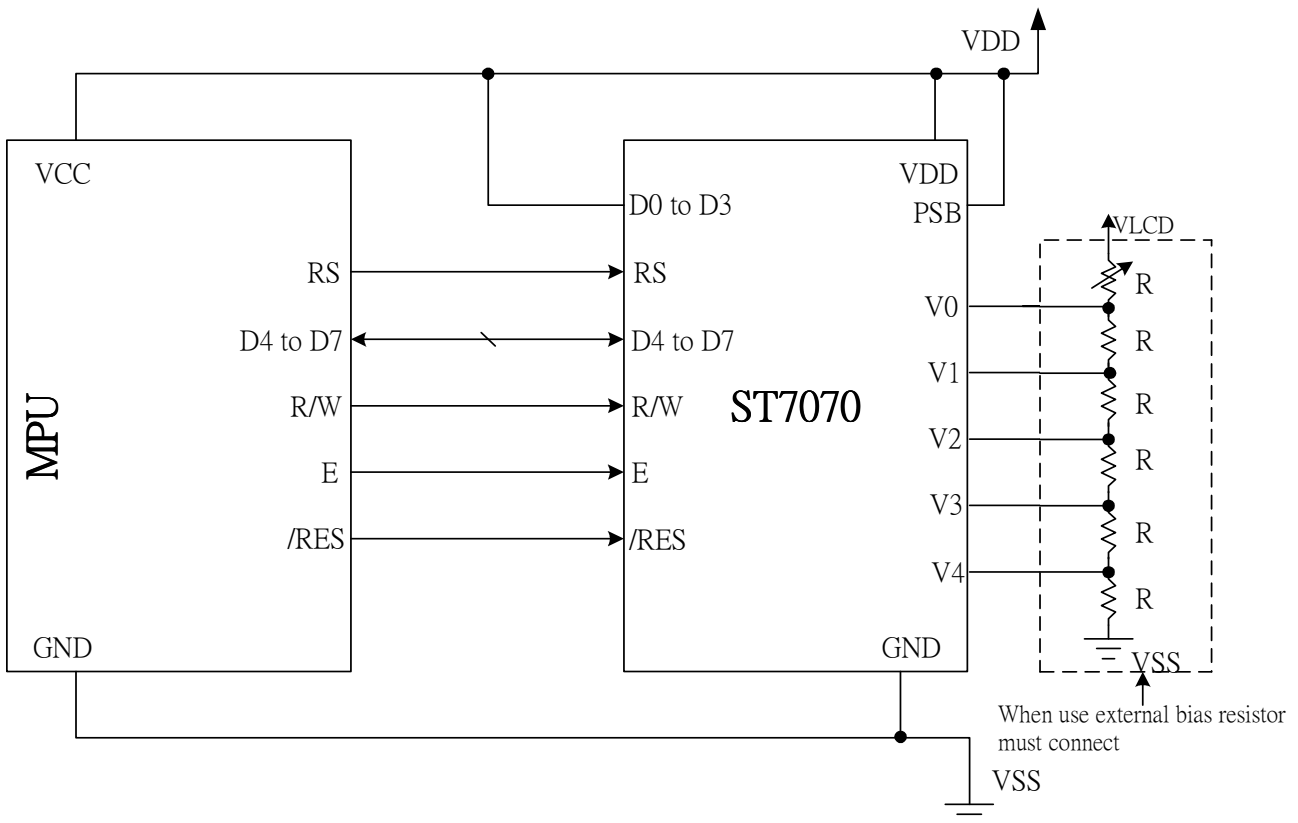 VDD
VCC
VDD
D0 to D3
PSB
VLCD
RS
RS
R
V0
D4 to D7
D4 to D7
R
V1
R/W
R/W
ST7070
R
MPU
V2
R
E
E
V3
R
/RES
/RES
V4
R
GND
GND
VSS
When use external bias resistor
must connect
VSS